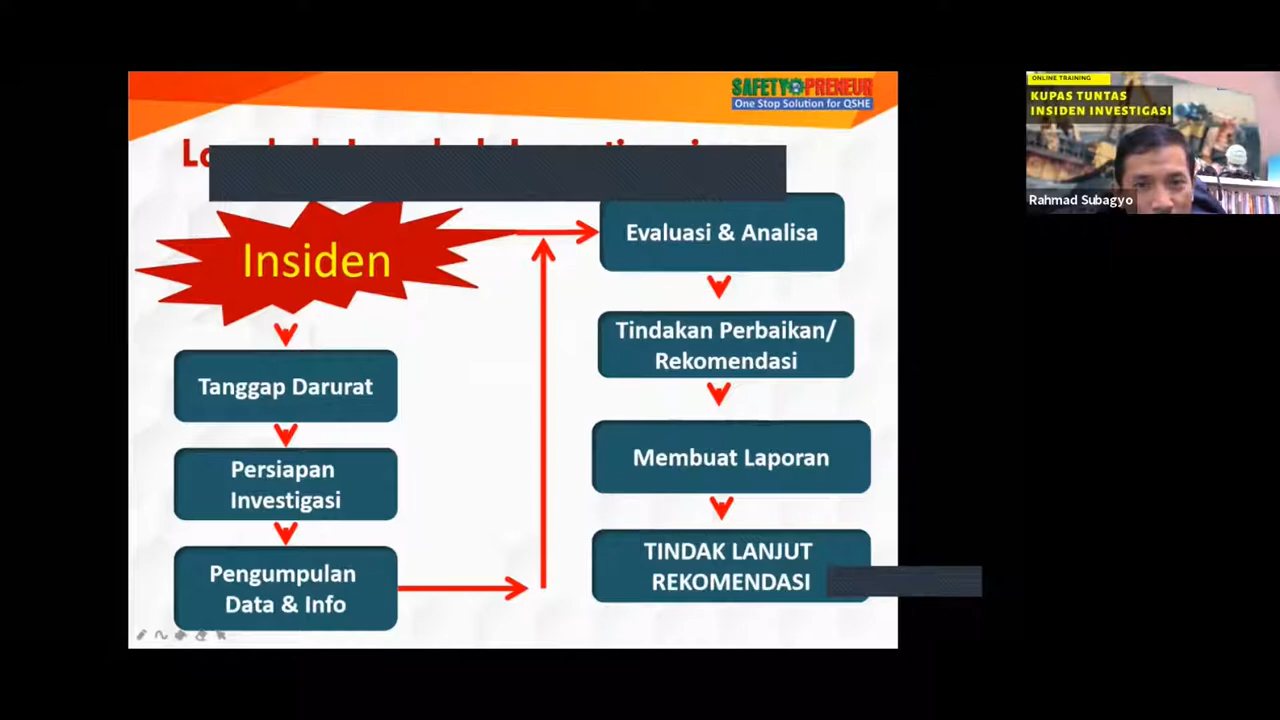 SAFETY PRENEUR
One Stop Solution for QSHE
Insiden
Tanggap Darurat
Persiapan
Investigasi
Pengumpulan
Data & Info
Evaluasi & Analisa
Tindakan Perbaikan/
Rekomendasi
Membuat Laporan
TINDAK LANJUT
REKOMENDASI
ONLINE TRAINING
KUPAS TUNTAS
INSIDEN INVESTIGASI
Rahmad Subagyo